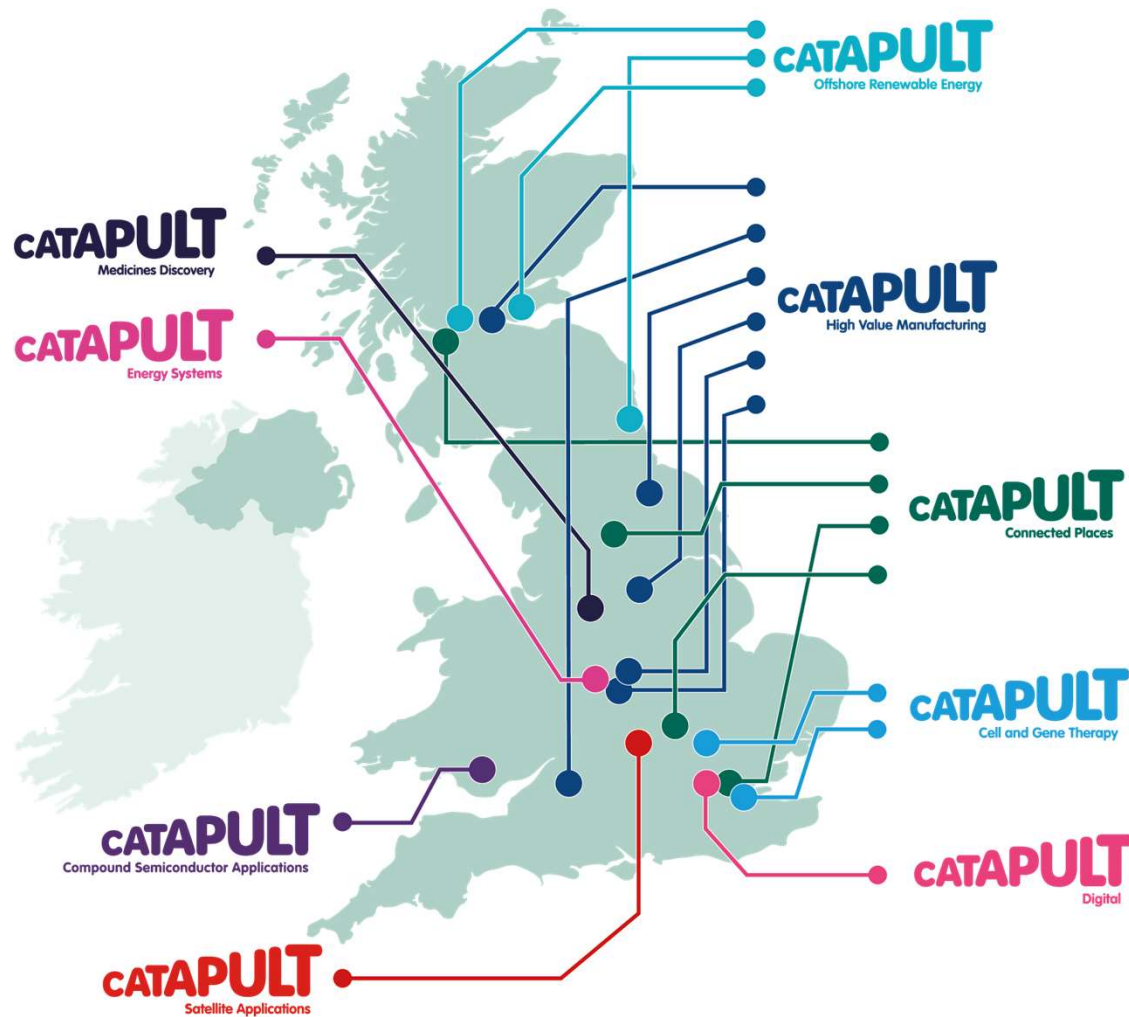 CATAPULT
Offshore Renewable Energy
CATAPULT
Medicines Discovery
CATAPULT
High Value Manufacturing
CATAPULT
Energy Systems
CATAPULT
Connected Places
CATAPULT
Cell and Gene Therapy
CATAPULT
Compound Semiconductor Applications
CATAPULT
Digital
CATAPULT
Satellite Applications